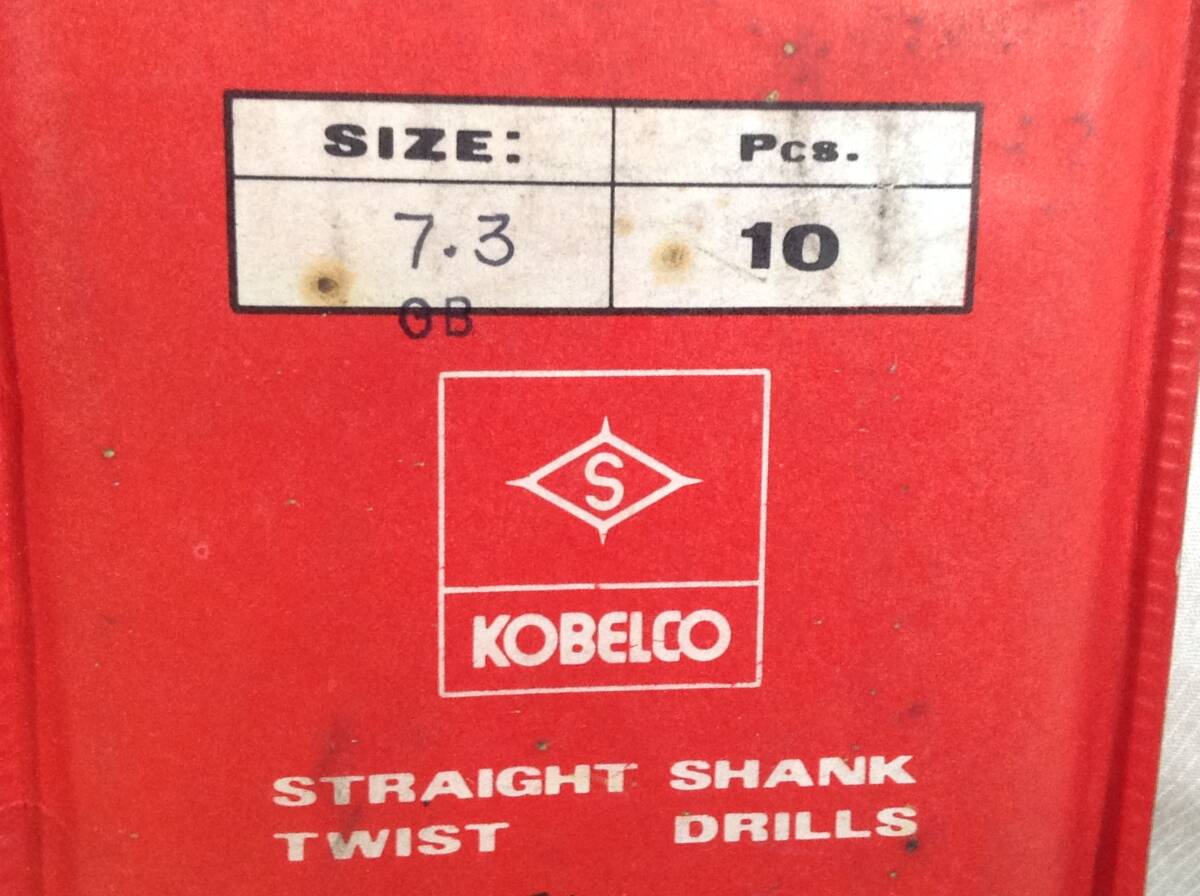 SIZE: Pcs.
7.3 10
OB
S
KOBELCO
STRAIGHT SHANK
TWIST DRILLS